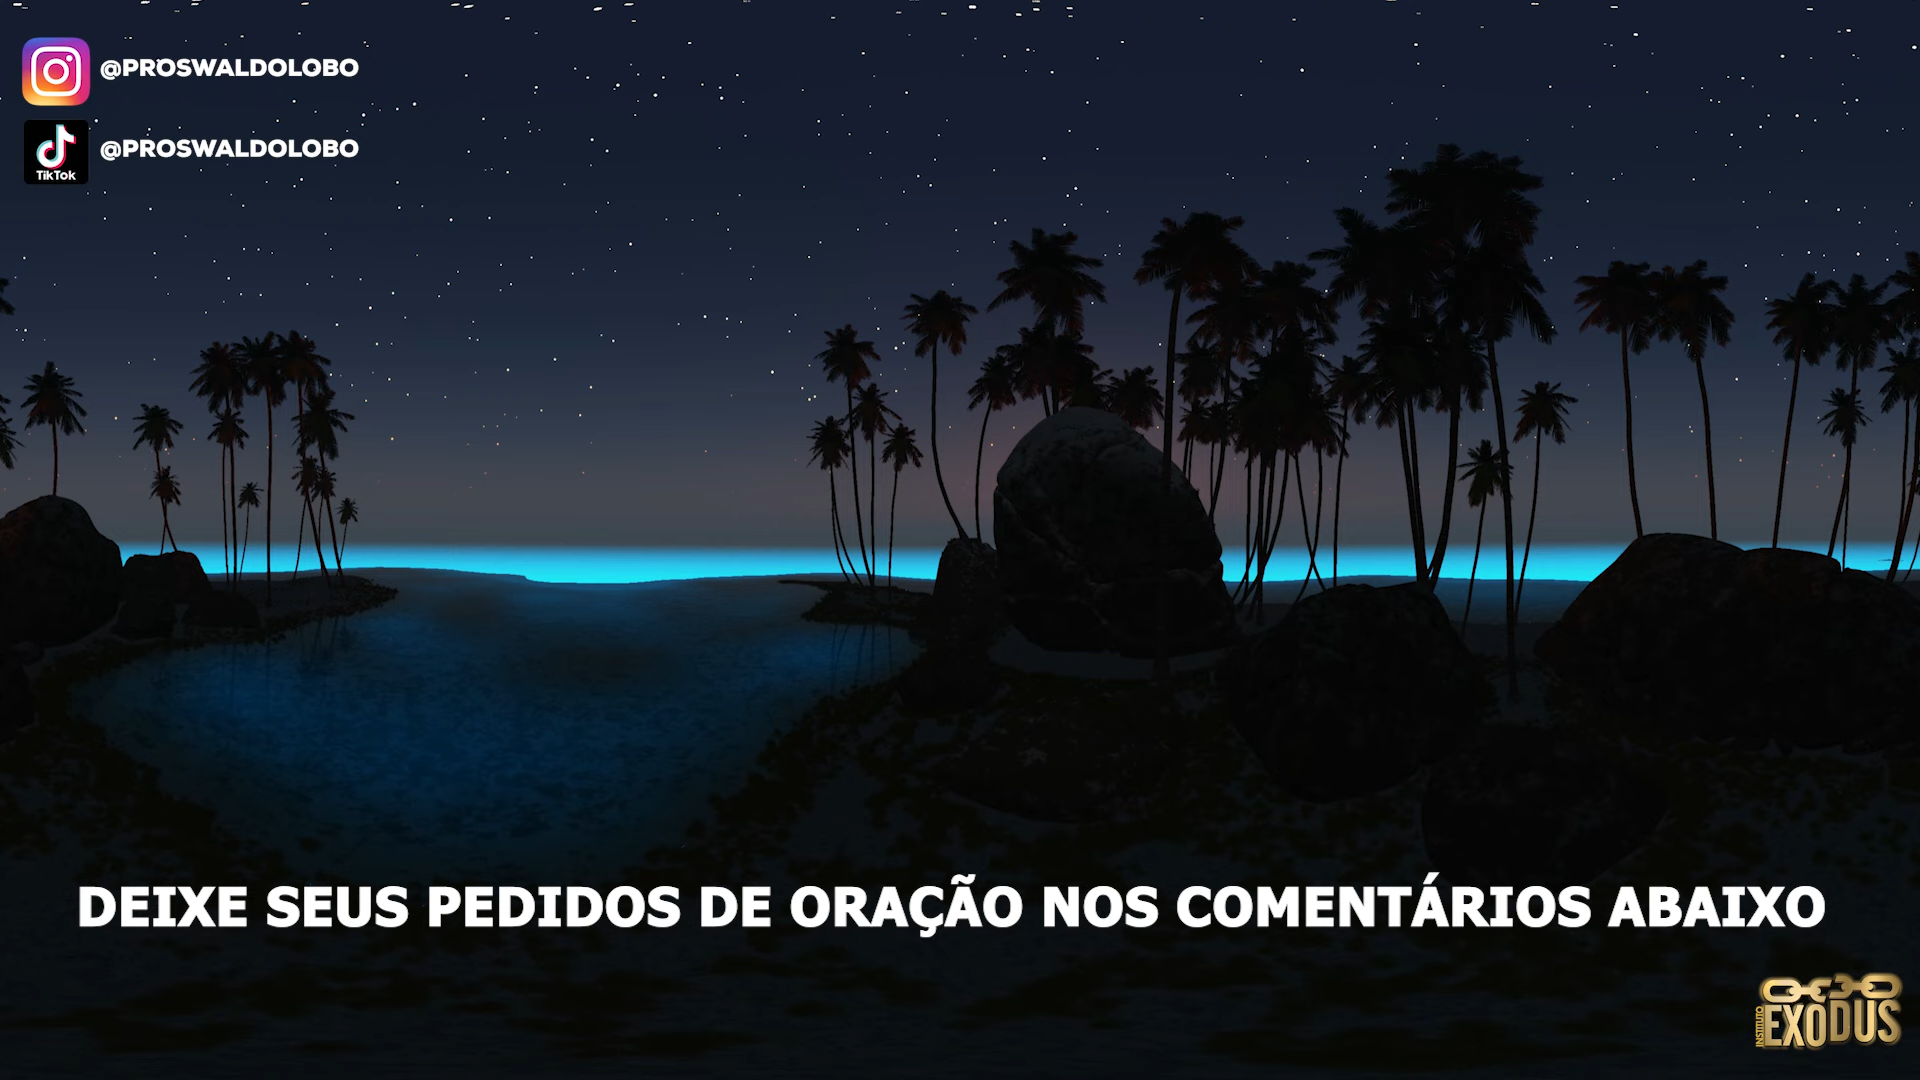 @PROSWALDOLOBO
TikTok
@PROSWALDOLOBO
DEIXE SEUS PEDIDOS DE ORAÇÃO NOS COMENTÁRIOS ABAIXO
INSTITUTO
EXODUS